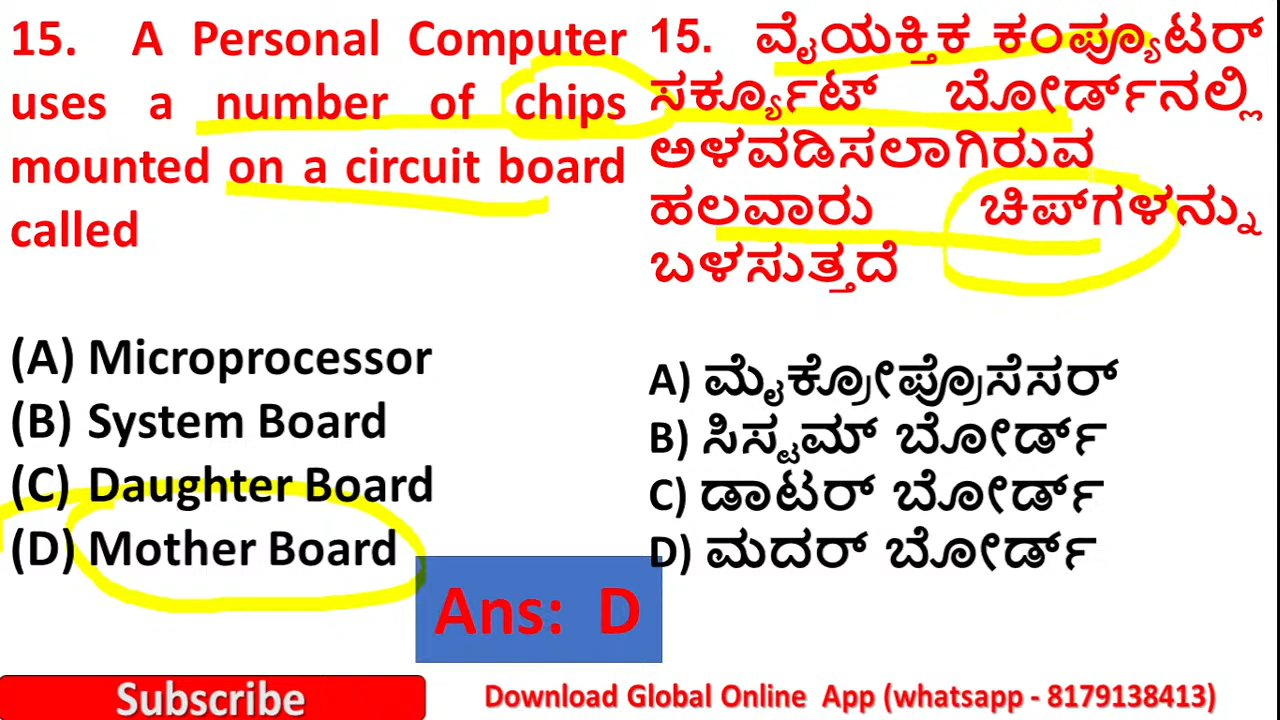 15. A Personal Computer
uses a number of chips
mounted on a circuit board
called
(A) Microprocessor
(B) System Board
(C) Daughter Board
(D) Mother Board
15. ವೈಯಕ್ತಿಕ ಕಂಪ್ಯೂಟರ್
ಸರ್ಕ್ಯೂಟ್ ಬೋರ್ಡ್‌ನಲ್ಲಿ
ಅಳವಡಿಸಲಾಗಿರುವ
ಹಲವಾರು ಚಿಪ್‌ಗಳನ್ನು
ಬಳಸುತ್ತದೆ
A) ಮೈಕ್ರೋಪ್ರೊಸೆಸರ್
B) ಸಿಸ್ಟಮ್ ಬೋರ್ಡ್
C) ಡಾಟರ್ ಬೋರ್ಡ್
D) ಮದರ್ ಬೋರ್ಡ್
Ans: D
Subscribe
Download Global Online App (whatsapp - 8179138413)